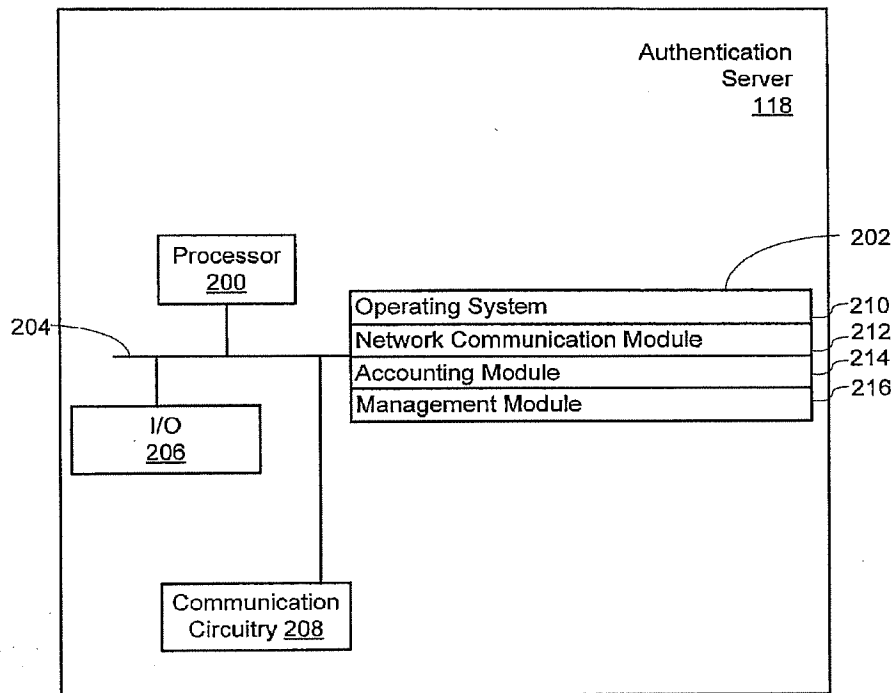 Authentication
Server
118
202
Processor
200
Operating System
210
204
Network Communication Module
212
Accounting Module
214
Management Module
216
I/O
206
Communication
Circuitry 208